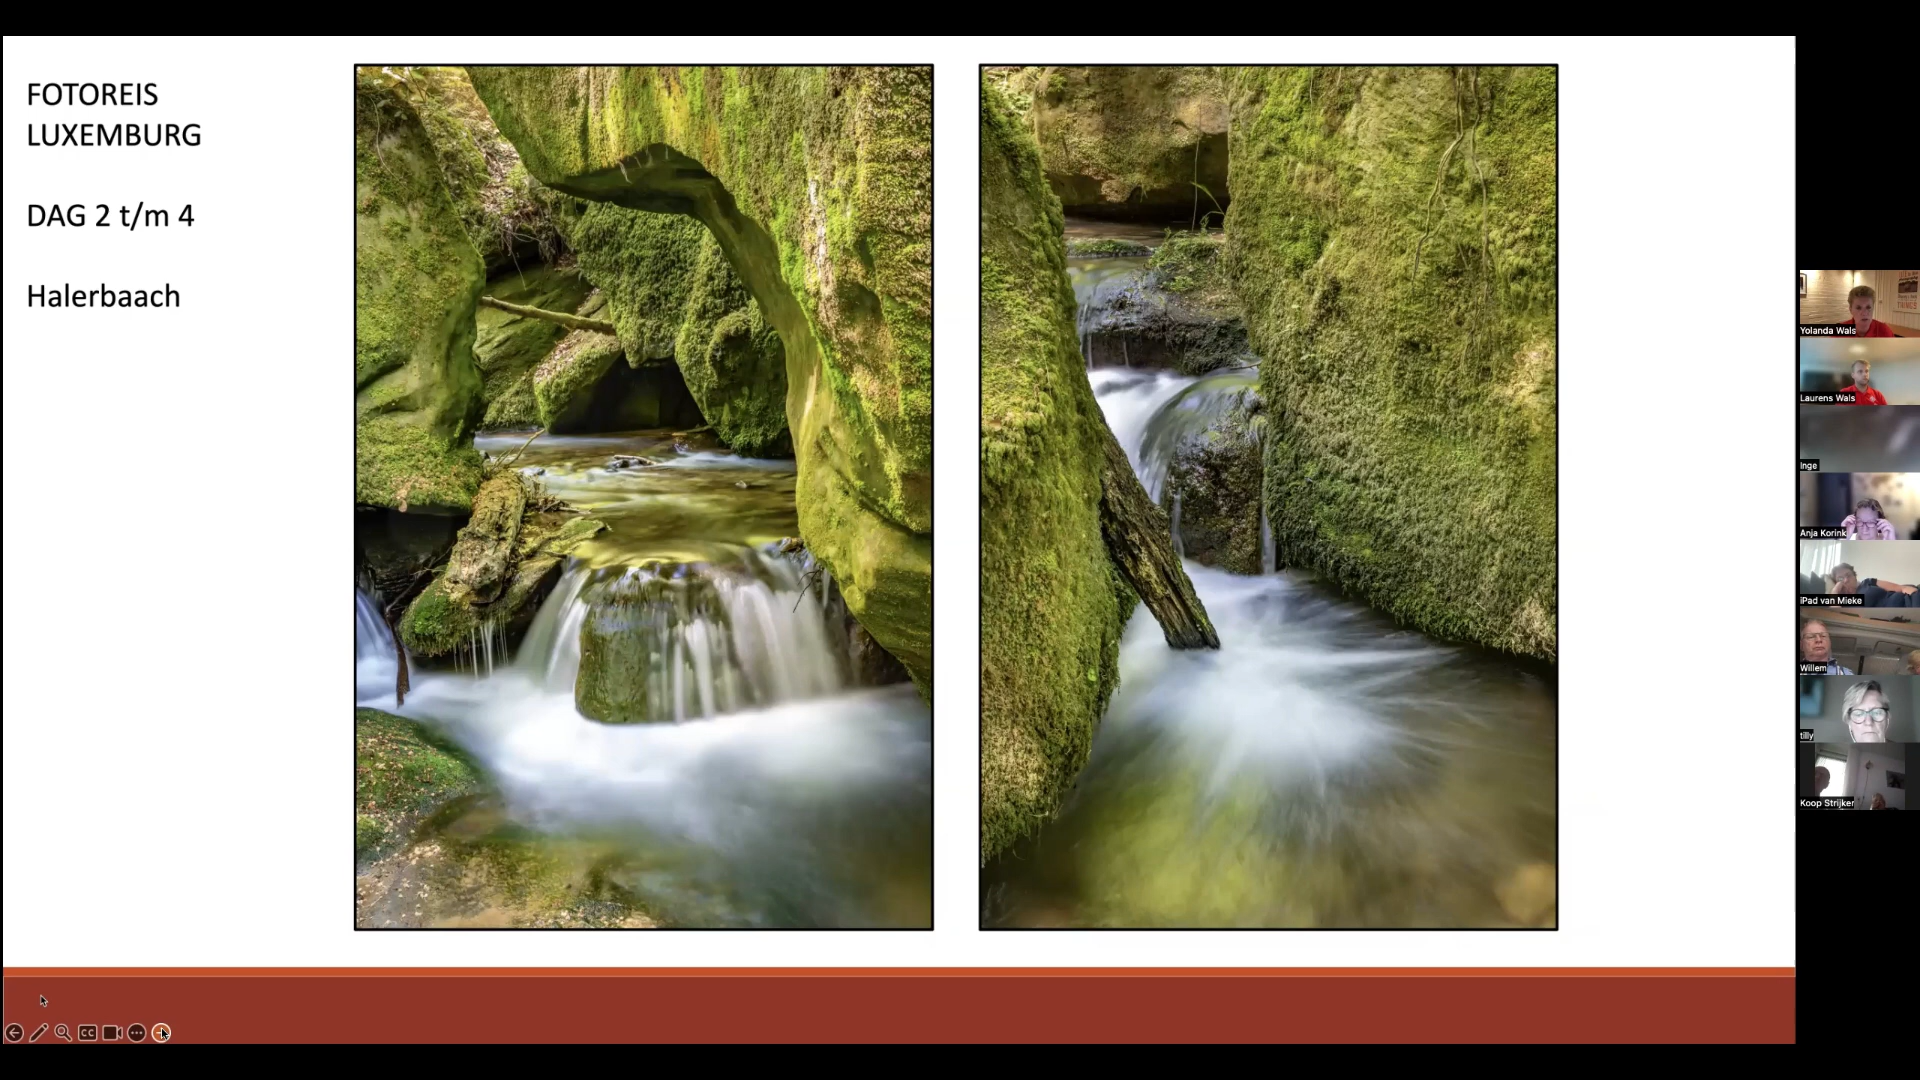 FOTOREIS
LUXEMBURG
DAG 2 t/m 4
Halerbaach
Yolanda Wals
Laurens Wals
Inge
Anja Korink
iPad van Mieke
Willem
tilly
Koop Strijker
CC